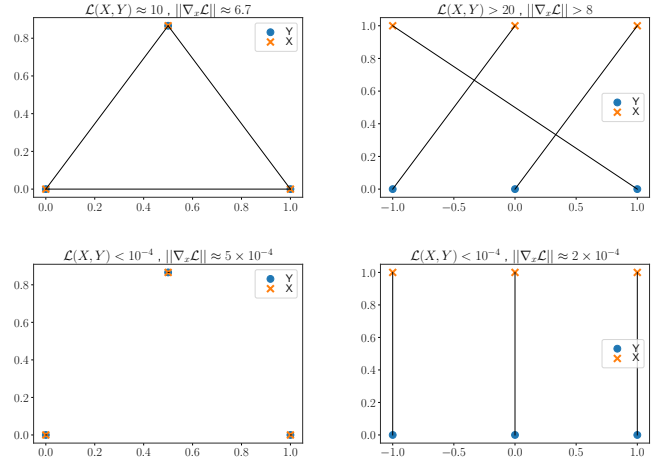 ℒ(X, Y) ≈ 10 , ||∇ₓℒ|| ≈ 6.7
0.8
0.6
0.4
0.2
0.0
Y
X
0.0 0.2 0.4 0.6 0.8 1.0
ℒ(X, Y) > 20 , ||∇ₓℒ|| > 8
1.0
0.8
0.6
0.4
0.2
0.0
Y
X
−1.0 −0.5 0.0 0.5 1.0
ℒ(X, Y) < 10⁻⁴ , ||∇ₓℒ|| ≈ 5 × 10⁻⁴
0.8
0.6
0.4
0.2
0.0
Y
X
0.0 0.2 0.4 0.6 0.8 1.0
ℒ(X, Y) < 10⁻⁴ , ||∇ₓℒ|| ≈ 2 × 10⁻⁴
1.0
0.8
0.6
0.4
0.2
0.0
Y
X
−1.0 −0.5 0.0 0.5 1.0